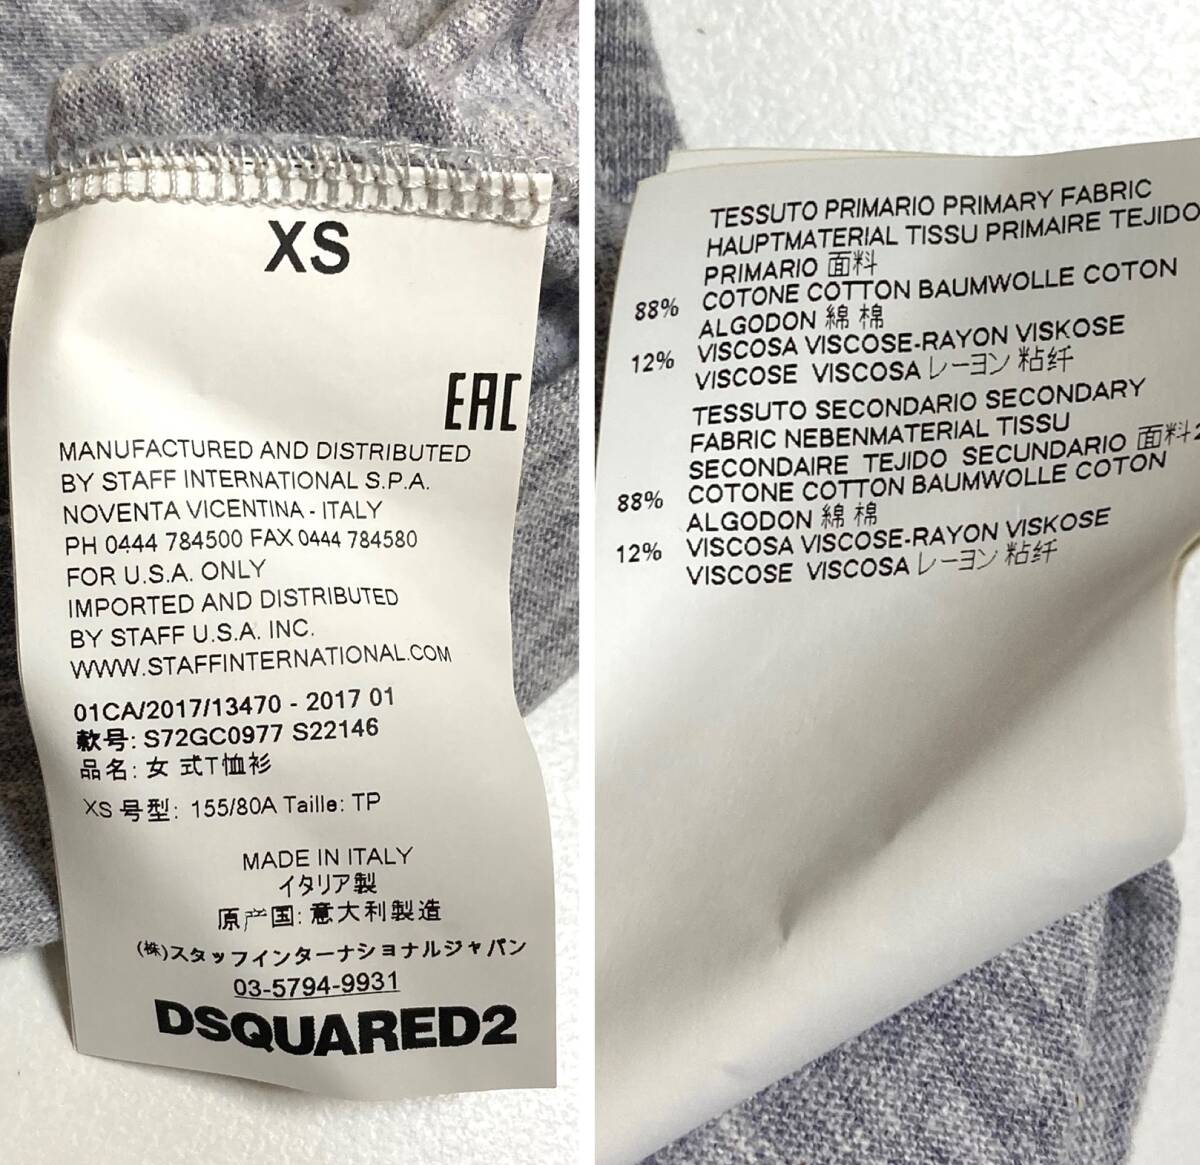 XS
EAC
MANUFACTURED AND DISTRIBUTED
BY STAFF INTERNATIONAL S.P.A.
NOVENTA VICENTINA - ITALY
PH 0444 784500 FAX 0444 784580
FOR U.S.A. ONLY
IMPORTED AND DISTRIBUTED
BY STAFF U.S.A. INC.
WWW.STAFFINTERNATIONAL.COM
01CA/2017/13470 - 2017 01
款号: S72GC0977 S22146
品名: 女 式T恤衫
XS 号型: 155/80A Taille: TP
MADE IN ITALY
イタリア製
原产国: 意大利製造
(株)スタッフインターナショナルジャパン
03-5794-9931
DSQUARED2
TESSUTO PRIMARIO PRIMARY FABRIC
HAUPTMATERIAL TISSU PRIMAIRE TEJIDO
PRIMARIO 面料
88% COTONE COTTON BAUMWOLLE COTON
ALGODON 綿 棉
12% VISCOSA VISCOSE-RAYON VISKOSE
VISCOSE VISCOSA レーヨン 粘纤
TESSUTO SECONDARIO SECONDARY
FABRIC NEBENMATERIAL TISSU
SECONDAIRE TEJIDO SECUNDARIO 面料2
88% COTONE COTTON BAUMWOLLE COTON
ALGODON 綿 棉
12% VISCOSA VISCOSE-RAYON VISKOSE
VISCOSE VISCOSA レーヨン 粘纤